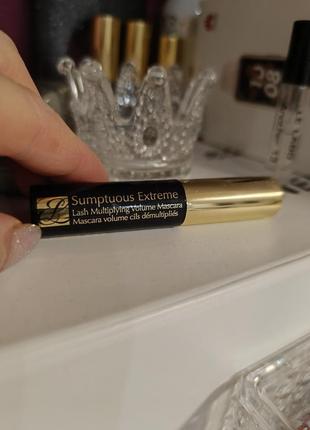 Sumptuous Extreme
Lash Multiplying Volume Mascara
Mascara volume cils démultipliés